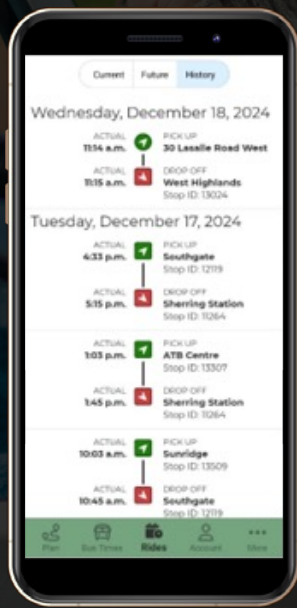 Current Future History
Wednesday, December 18, 2024
ACTUAL PICK UP
11:14 a.m. 30 Lasalle Road West
ACTUAL DROP OFF
11:15 a.m. West Highlands
Stop ID: 13024
Tuesday, December 17, 2024
ACTUAL PICK UP
4:33 p.m. Southgate
Stop ID: 12119
ACTUAL DROP OFF
5:15 p.m. Sherring Station
Stop ID: 11264
ACTUAL PICK UP
1:03 p.m. ATB Centre
Stop ID: 13307
ACTUAL DROP OFF
1:45 p.m. Sherring Station
Stop ID: 11264
ACTUAL PICK UP
10:03 a.m. Sunridge
Stop ID: 13509
ACTUAL DROP OFF
10:45 a.m. Southgate
Stop ID: 12119
Plan Bus Times Rides Account More